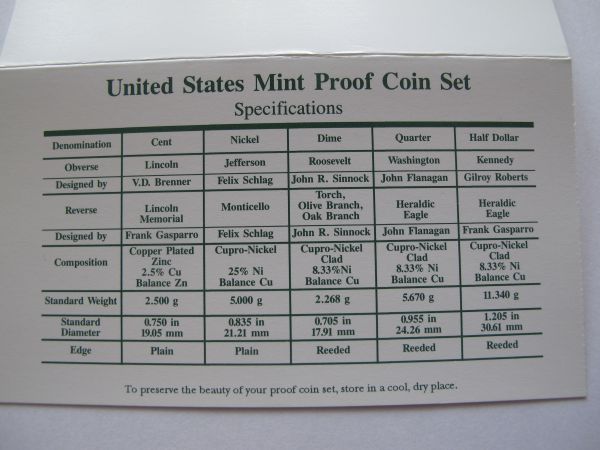 United States Mint Proof Coin Set
Specifications
Denomination Cent Nickel Dime Quarter Half Dollar
Obverse Lincoln Jefferson Roosevelt Washington Kennedy
Designed by V.D. Brenner Felix Schlag John R. Sinnock John Flanagan Gilroy Roberts
Reverse Lincoln Memorial Monticello Torch, Olive Branch, Oak Branch Heraldic Eagle Heraldic Eagle
Designed by Frank Gasparro Felix Schlag John R. Sinnock John Flanagan Frank Gasparro
Composition Copper Plated Zinc 2.5% Cu Balance Zn Cupro-Nickel 25% Ni Balance Cu Cupro-Nickel Clad 8.33%Ni Balance Cu Cupro-Nickel Clad 8.33% Ni Balance Cu Cupro-Nickel Clad 8.33% Ni Balance Cu
Standard Weight 2.500 g 5.000 g 2.268 g 5.670 g 11.340 g
Standard Diameter 0.750 in 19.05 mm 0.835 in 21.21 mm 0.705 in 17.91 mm 0.955 in 24.26 mm 1.205 in 30.61 mm
Edge Plain Plain Reeded Reeded Reeded
To preserve the beauty of your proof coin set, store in a cool, dry place.